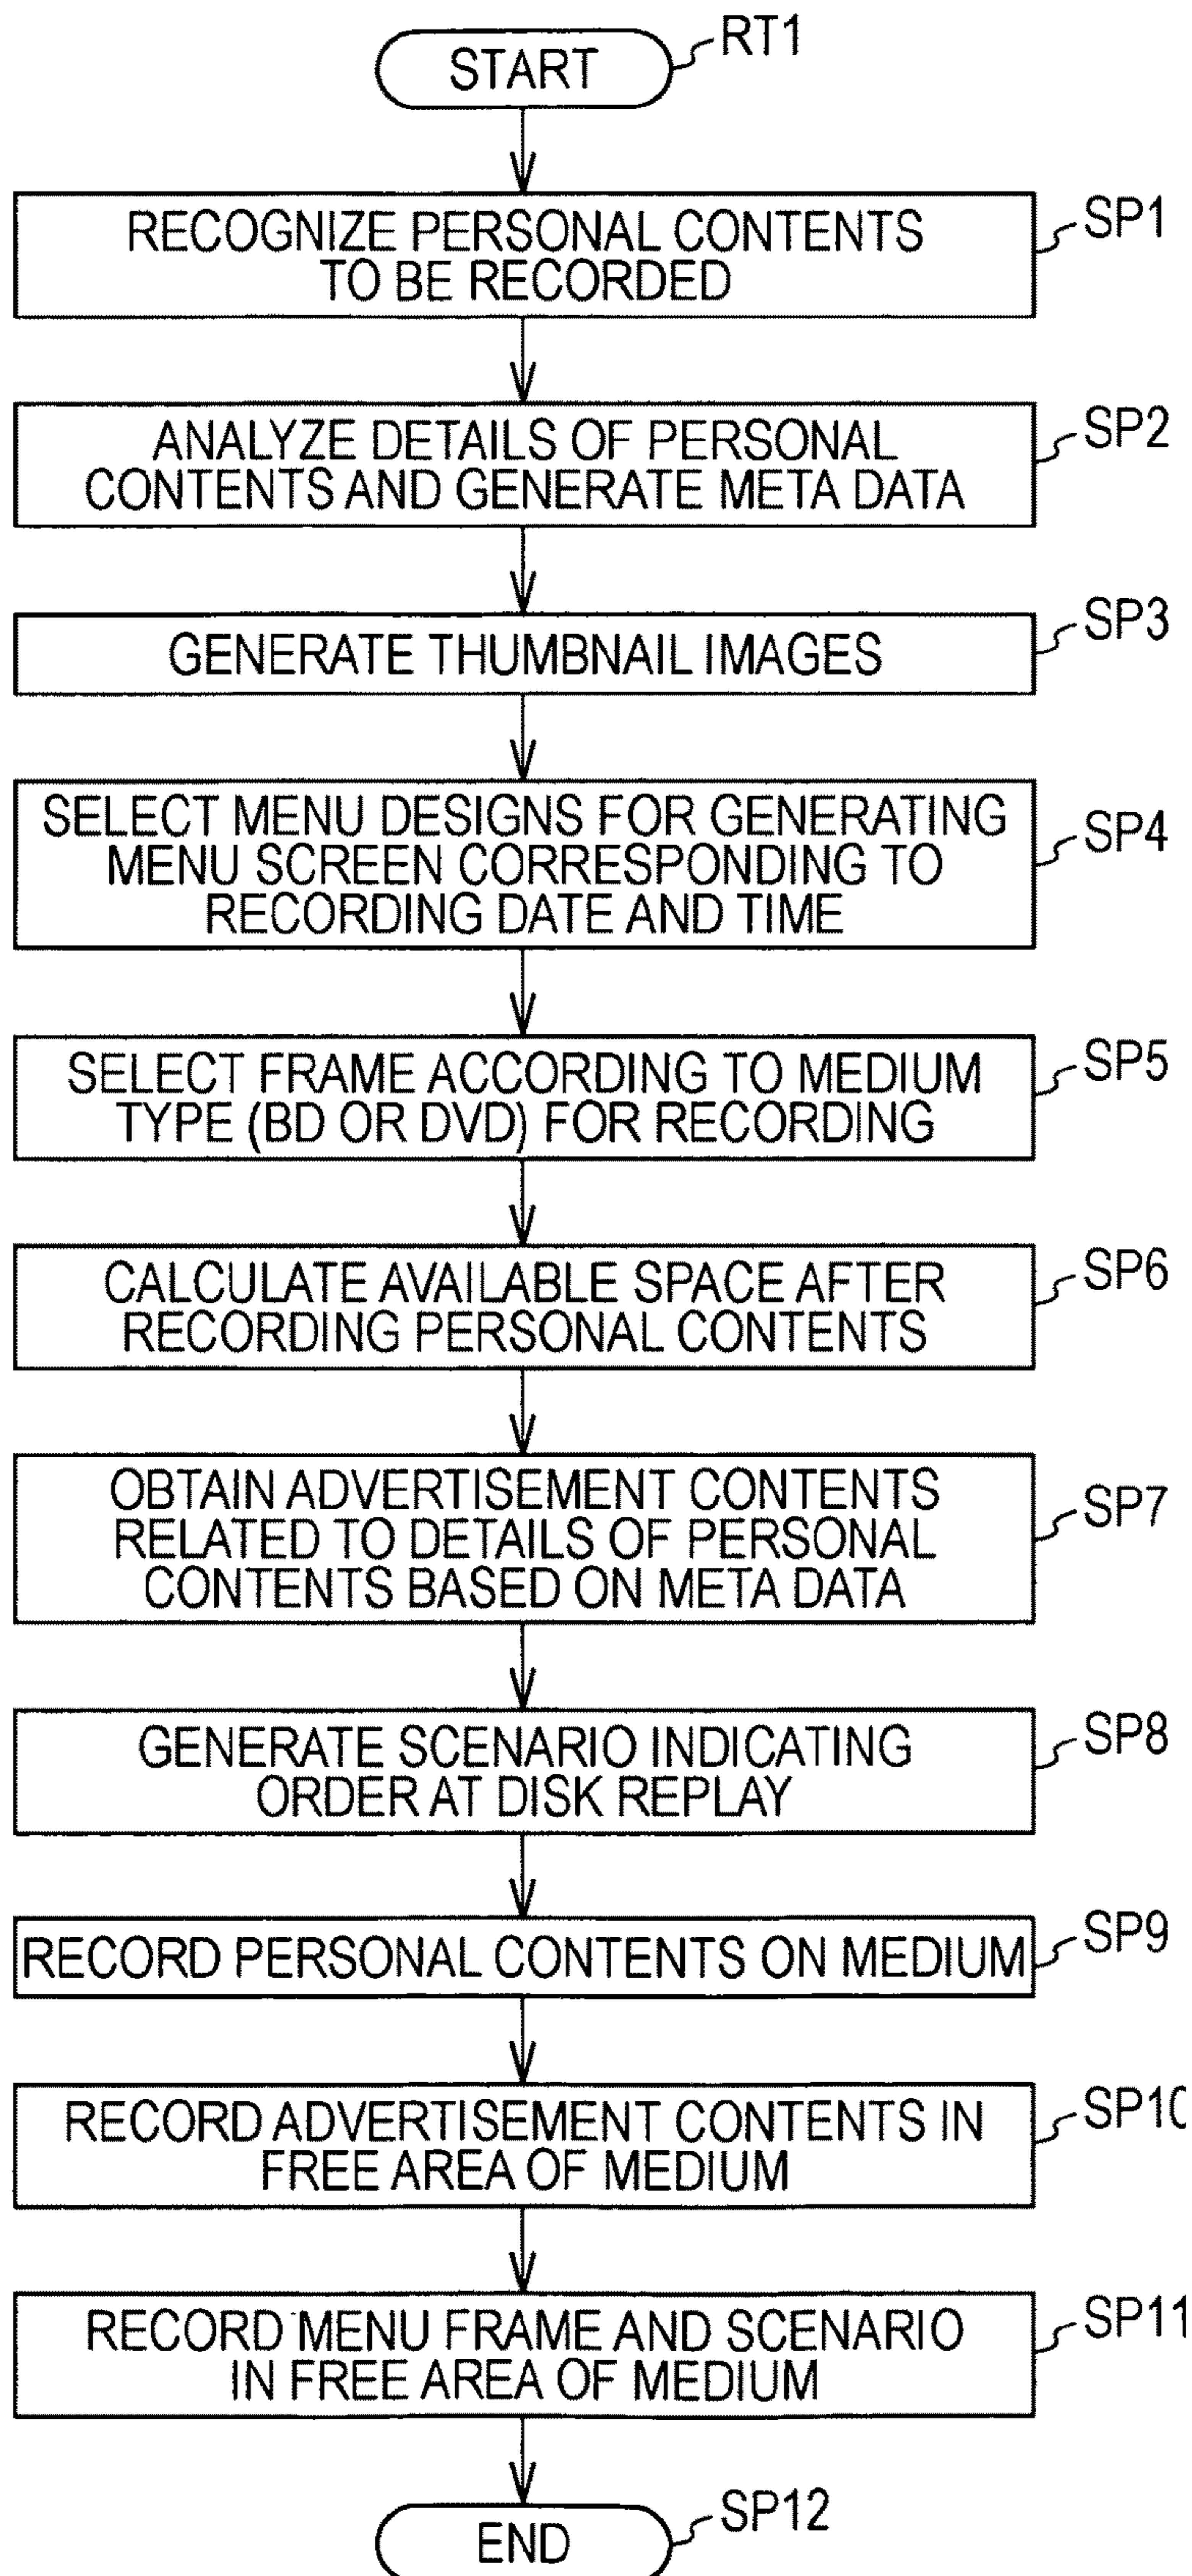 START
RT1
RECOGNIZE PERSONAL CONTENTS
TO BE RECORDED
SP1
ANALYZE DETAILS OF PERSONAL
CONTENTS AND GENERATE META DATA
SP2
GENERATE THUMBNAIL IMAGES
SP3
SELECT MENU DESIGNS FOR GENERATING
MENU SCREEN CORRESPONDING TO
RECORDING DATE AND TIME
SP4
SELECT FRAME ACCORDING TO MEDIUM
TYPE (BD OR DVD) FOR RECORDING
SP5
CALCULATE AVAILABLE SPACE AFTER
RECORDING PERSONAL CONTENTS
SP6
OBTAIN ADVERTISEMENT CONTENTS
RELATED TO DETAILS OF PERSONAL
CONTENTS BASED ON META DATA
SP7
GENERATE SCENARIO INDICATING
ORDER AT DISK REPLAY
SP8
RECORD PERSONAL CONTENTS ON MEDIUM
SP9
RECORD ADVERTISEMENT CONTENTS IN
FREE AREA OF MEDIUM
SP10
RECORD MENU FRAME AND SCENARIO
IN FREE AREA OF MEDIUM
SP11
END
SP12